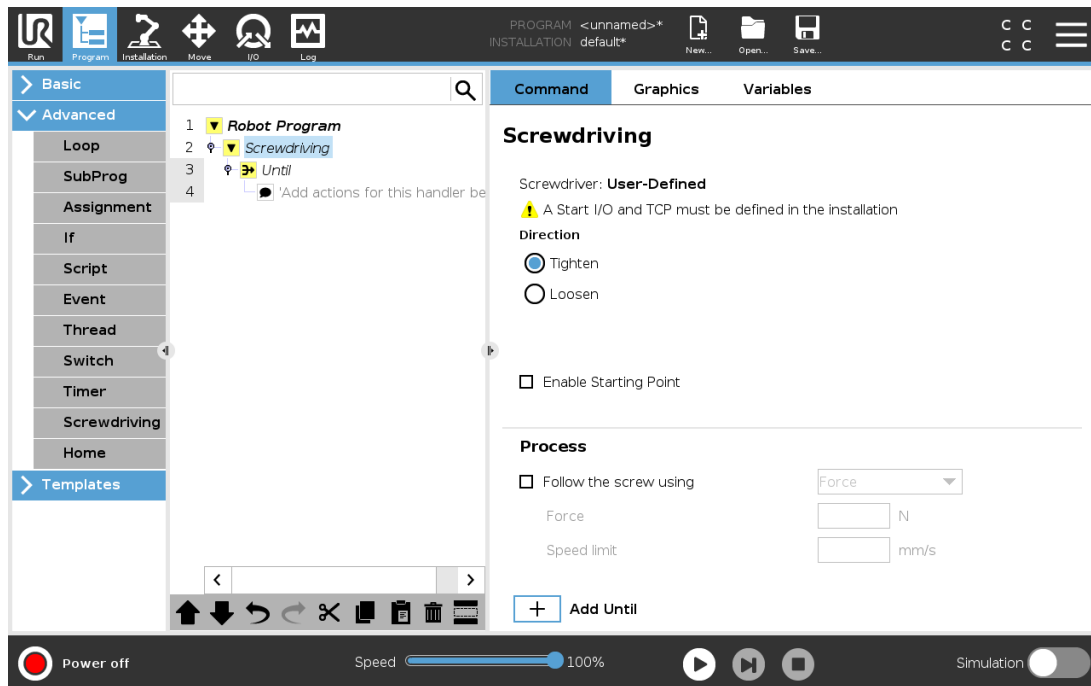 UR
PROGRAM <unnamed>*
INSTALLATION default*
C C
C C
Run Program Installation Move I/O Log New... Open... Save...
Basic
Advanced
Loop
SubProg
Assignment
If
Script
Event
Thread
Switch
Timer
Screwdriving
Home
Templates
1 Robot Program
2 Screwdriving
3 Until
4 'Add actions for this handler be
Command Graphics Variables
Screwdriving
Screwdriver: User-Defined
A Start I/O and TCP must be defined in the installation
Direction
Tighten
Loosen
Enable Starting Point
Process
Follow the screw using Force
Force N
Speed limit mm/s
+ Add Until
Power off
Speed 100%
Simulation